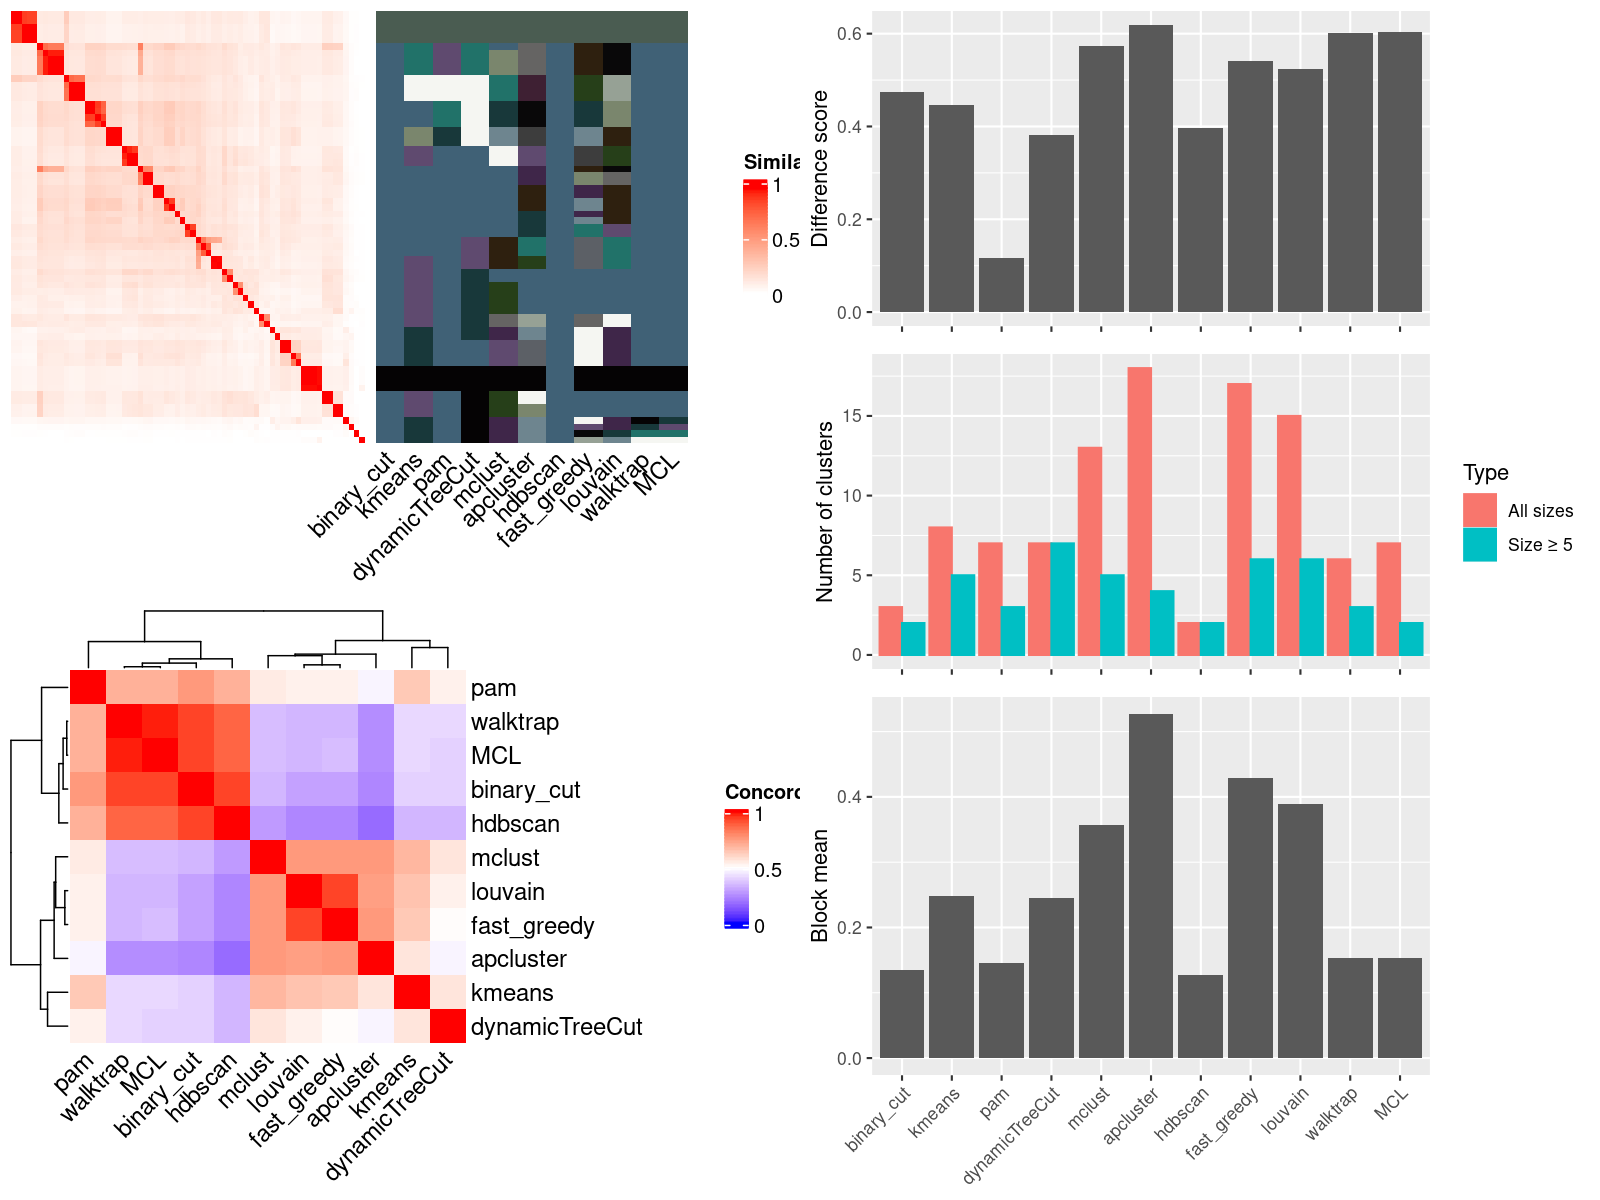 Simila
1
0.5
0
binary_cut
kmeans
pam
dynamicTreeCut
mclust
apcluster
hdbscan
fast_greedy
louvain
walktrap
MCL
pam
walktrap
MCL
binary_cut
hdbscan
mclust
louvain
fast_greedy
apcluster
kmeans
dynamicTreeCut
pam
walktrap
MCL
binary_cut
hdbscan
mclust
louvain
fast_greedy
apcluster
kmeans
dynamicTreeCut
Concord
1
0.5
0
Difference score
0.6
0.4
0.2
0.0
Number of clusters
15
10
5
0
Type
All sizes
Size ≥ 5
Block mean
0.4
0.2
0.0
binary_cut
kmeans
pam
dynamicTreeCut
mclust
apcluster
hdbscan
fast_greedy
louvain
walktrap
MCL